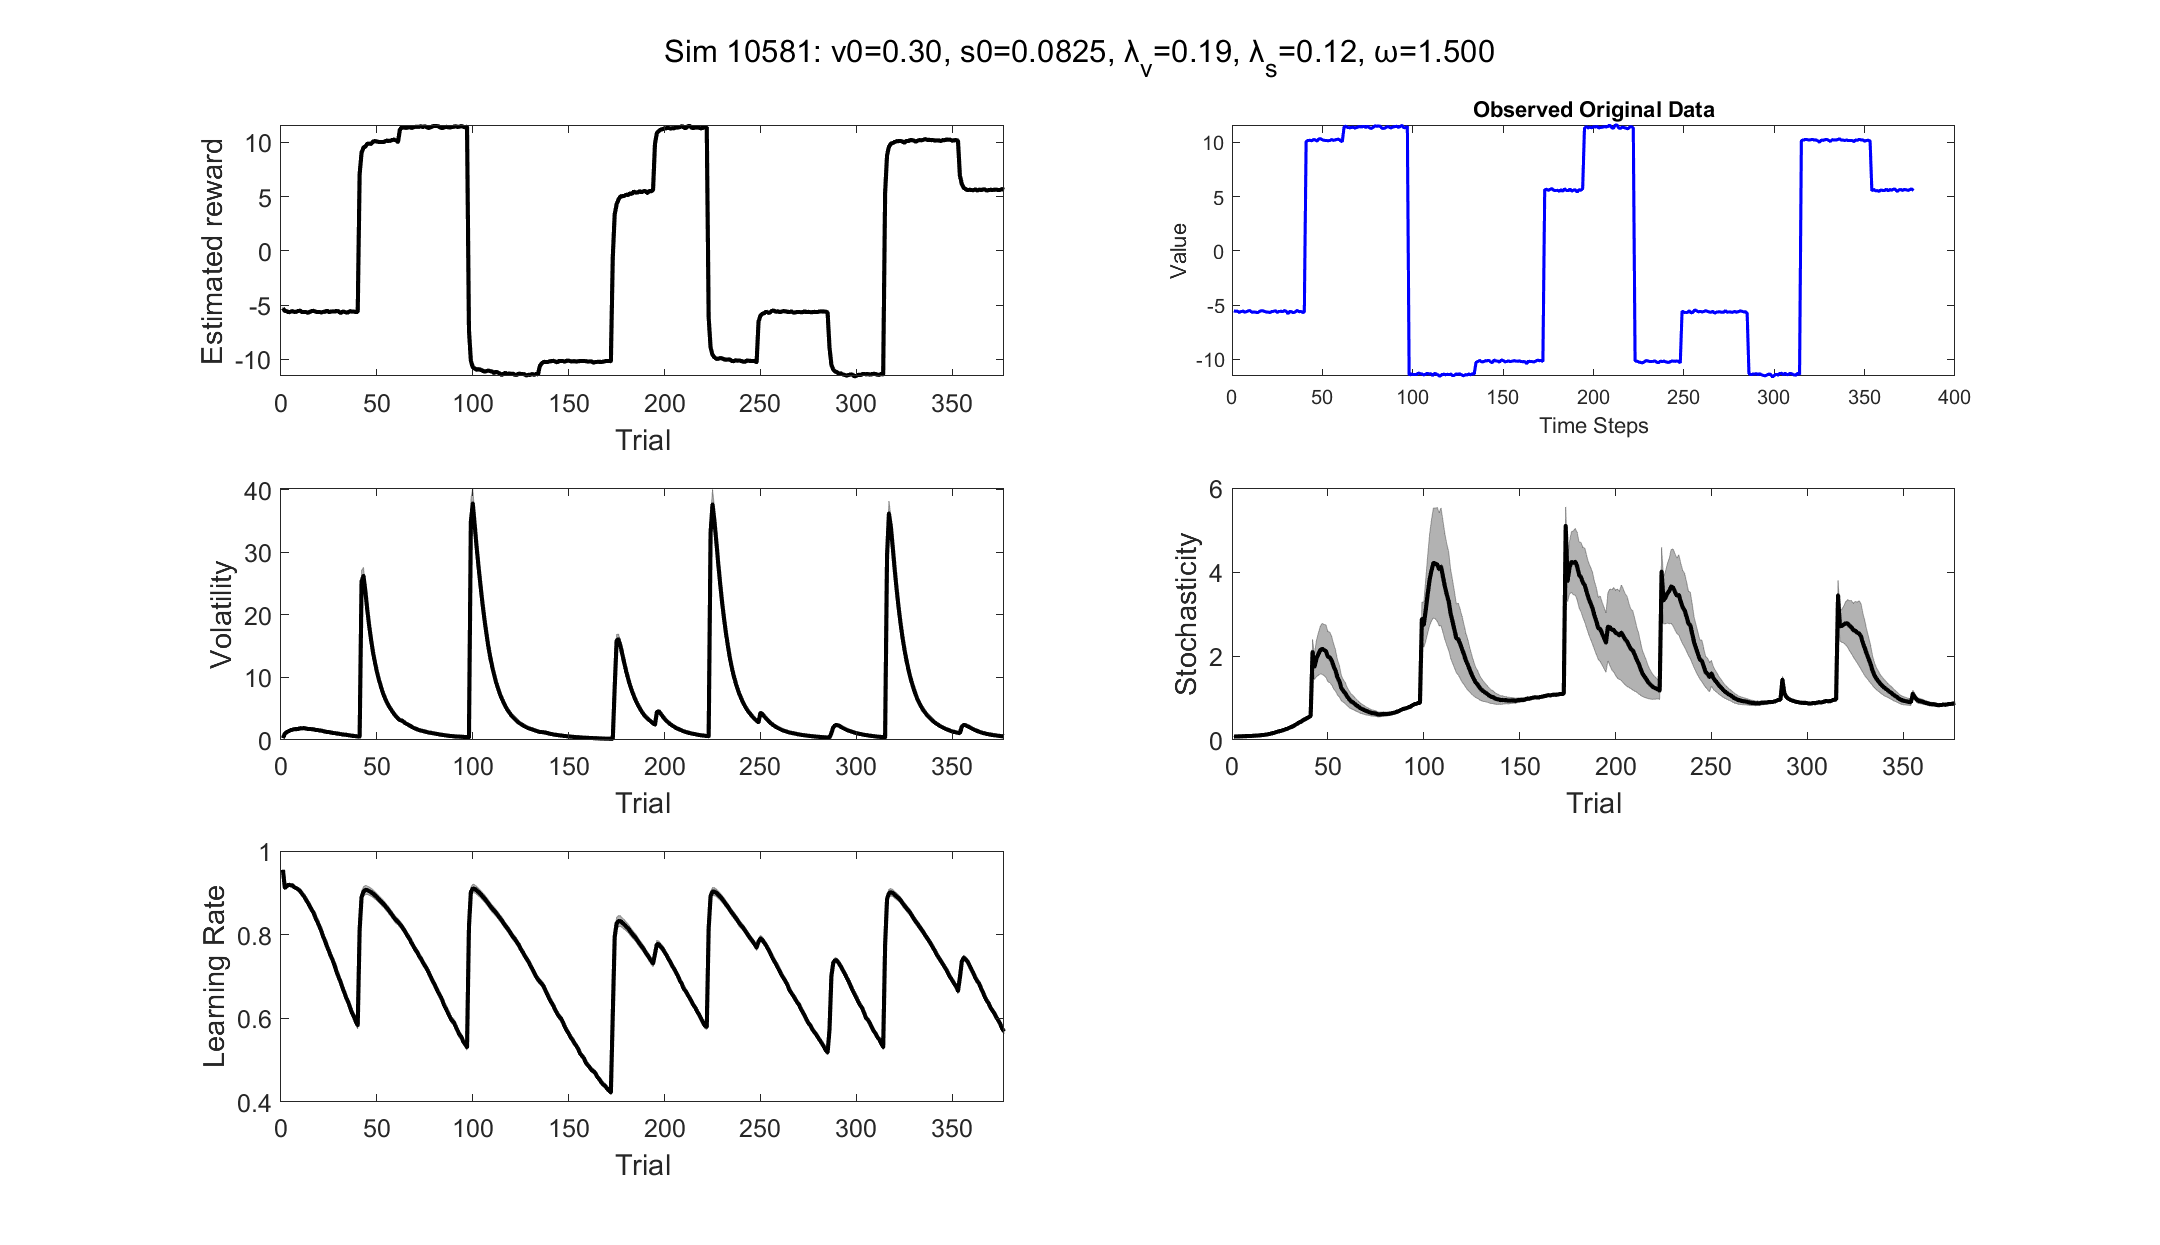 Sim 10581: v0=0.30, s0=0.0825, λv=0.19, λs=0.12, ω=1.500
Estimated reward
10
5
0
-5
-10
0 50 100 150 200 250 300 350
Trial
Observed Original Data
Value
10
5
0
-5
-10
0 50 100 150 200 250 300 350 400
Time Steps
Volatility
40
30
20
10
0
0 50 100 150 200 250 300 350
Trial
Stochasticity
6
4
2
0
0 50 100 150 200 250 300 350
Trial
Learning Rate
1
0.8
0.6
0.4
0 50 100 150 200 250 300 350
Trial